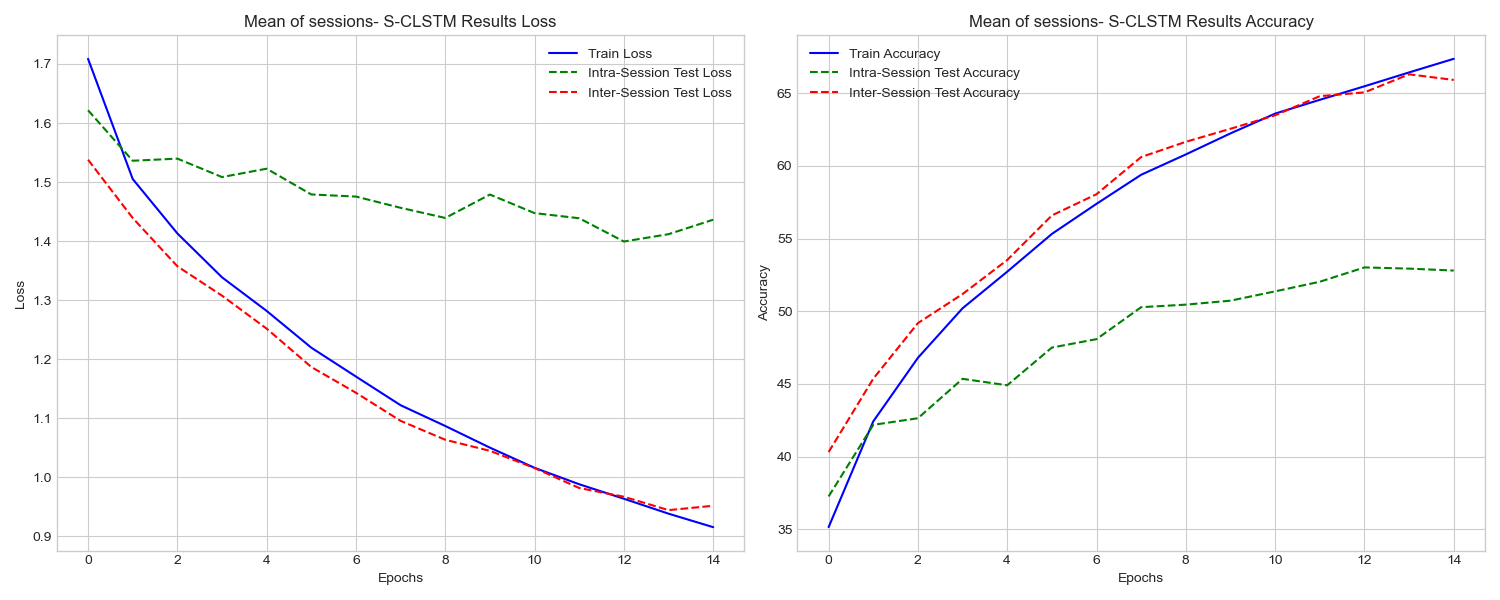 Mean of sessions- S-CLSTM Results Loss
Train Loss
Intra-Session Test Loss
Inter-Session Test Loss
Loss
1.7
1.6
1.5
1.4
1.3
1.2
1.1
1.0
0.9
0 2 4 6 8 10 12 14
Epochs
Mean of sessions- S-CLSTM Results Accuracy
Train Accuracy
Intra-Session Test Accuracy
Inter-Session Test Accuracy
Accuracy
65
60
55
50
45
40
35
0 2 4 6 8 10 12 14
Epochs